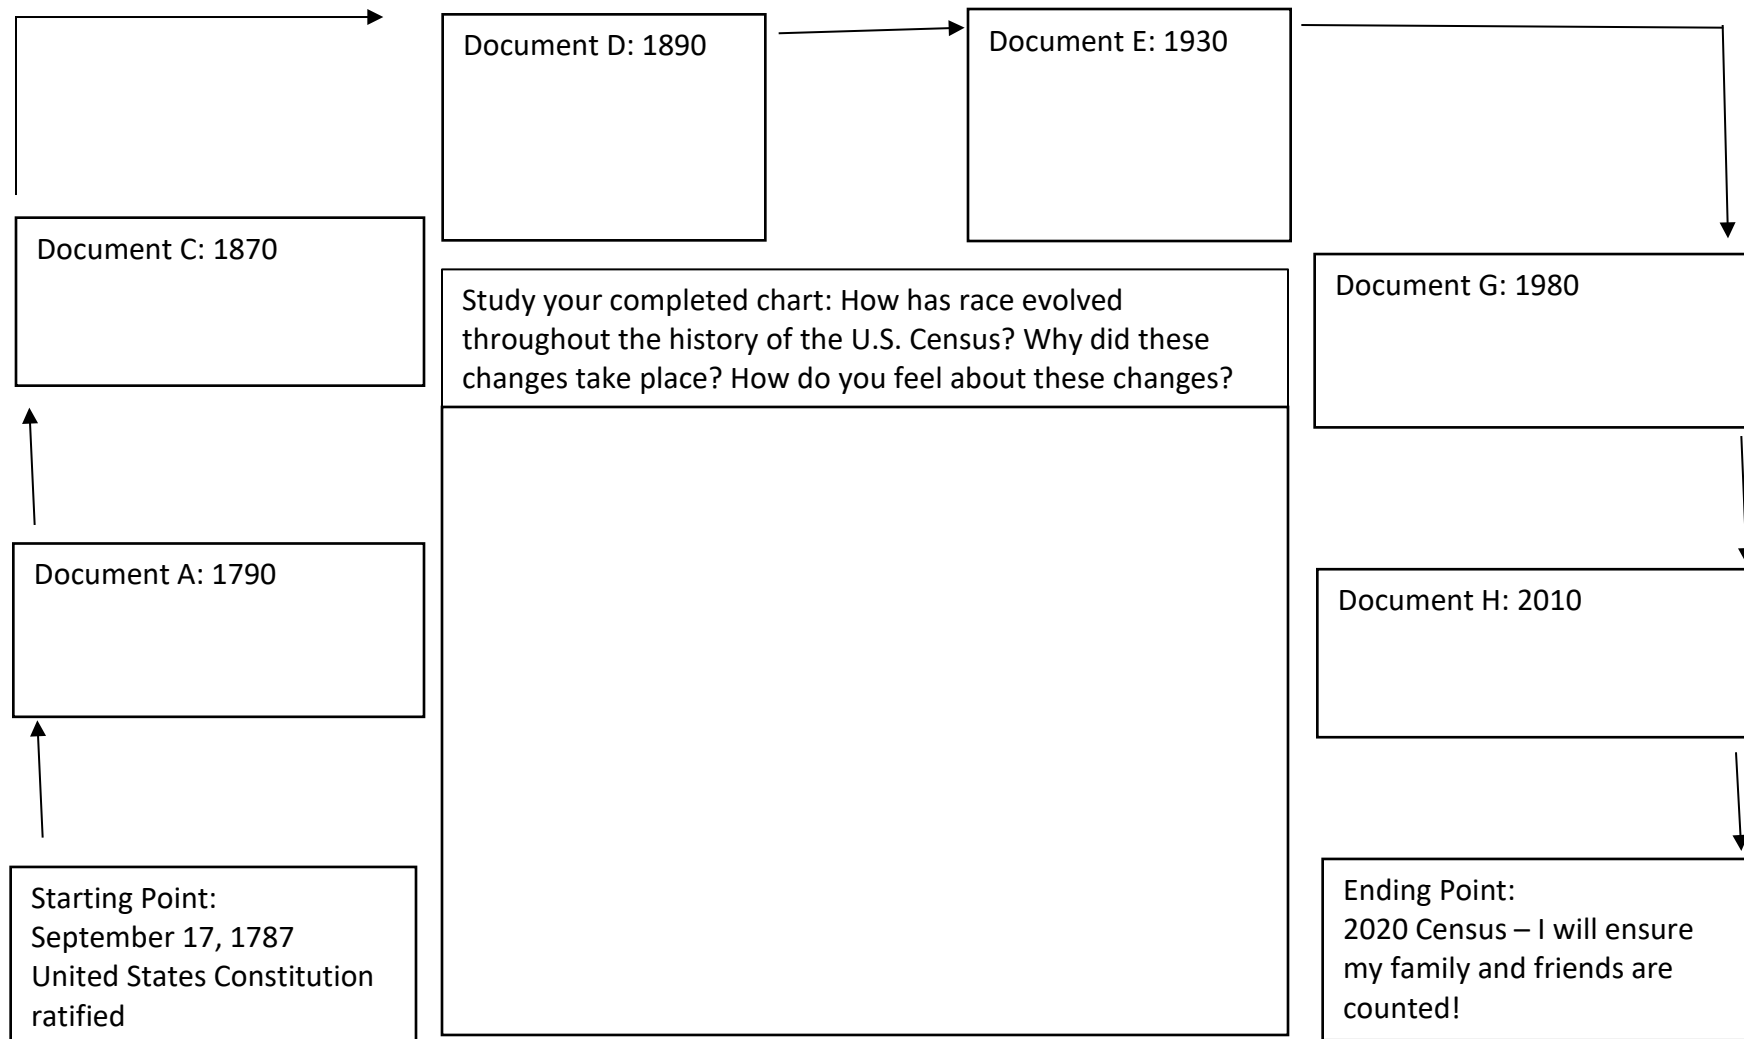 Document D: 1890
Document E: 1930
Document C: 1870
Document G: 1980
Study your completed chart: How has race evolved
throughout the history of the U.S. Census? Why did these
changes take place? How do you feel about these changes?
Document A: 1790
Document H: 2010
Starting Point:
September 17, 1787
United States Constitution
ratified
Ending Point:
2020 Census – I will ensure
my family and friends are
counted!